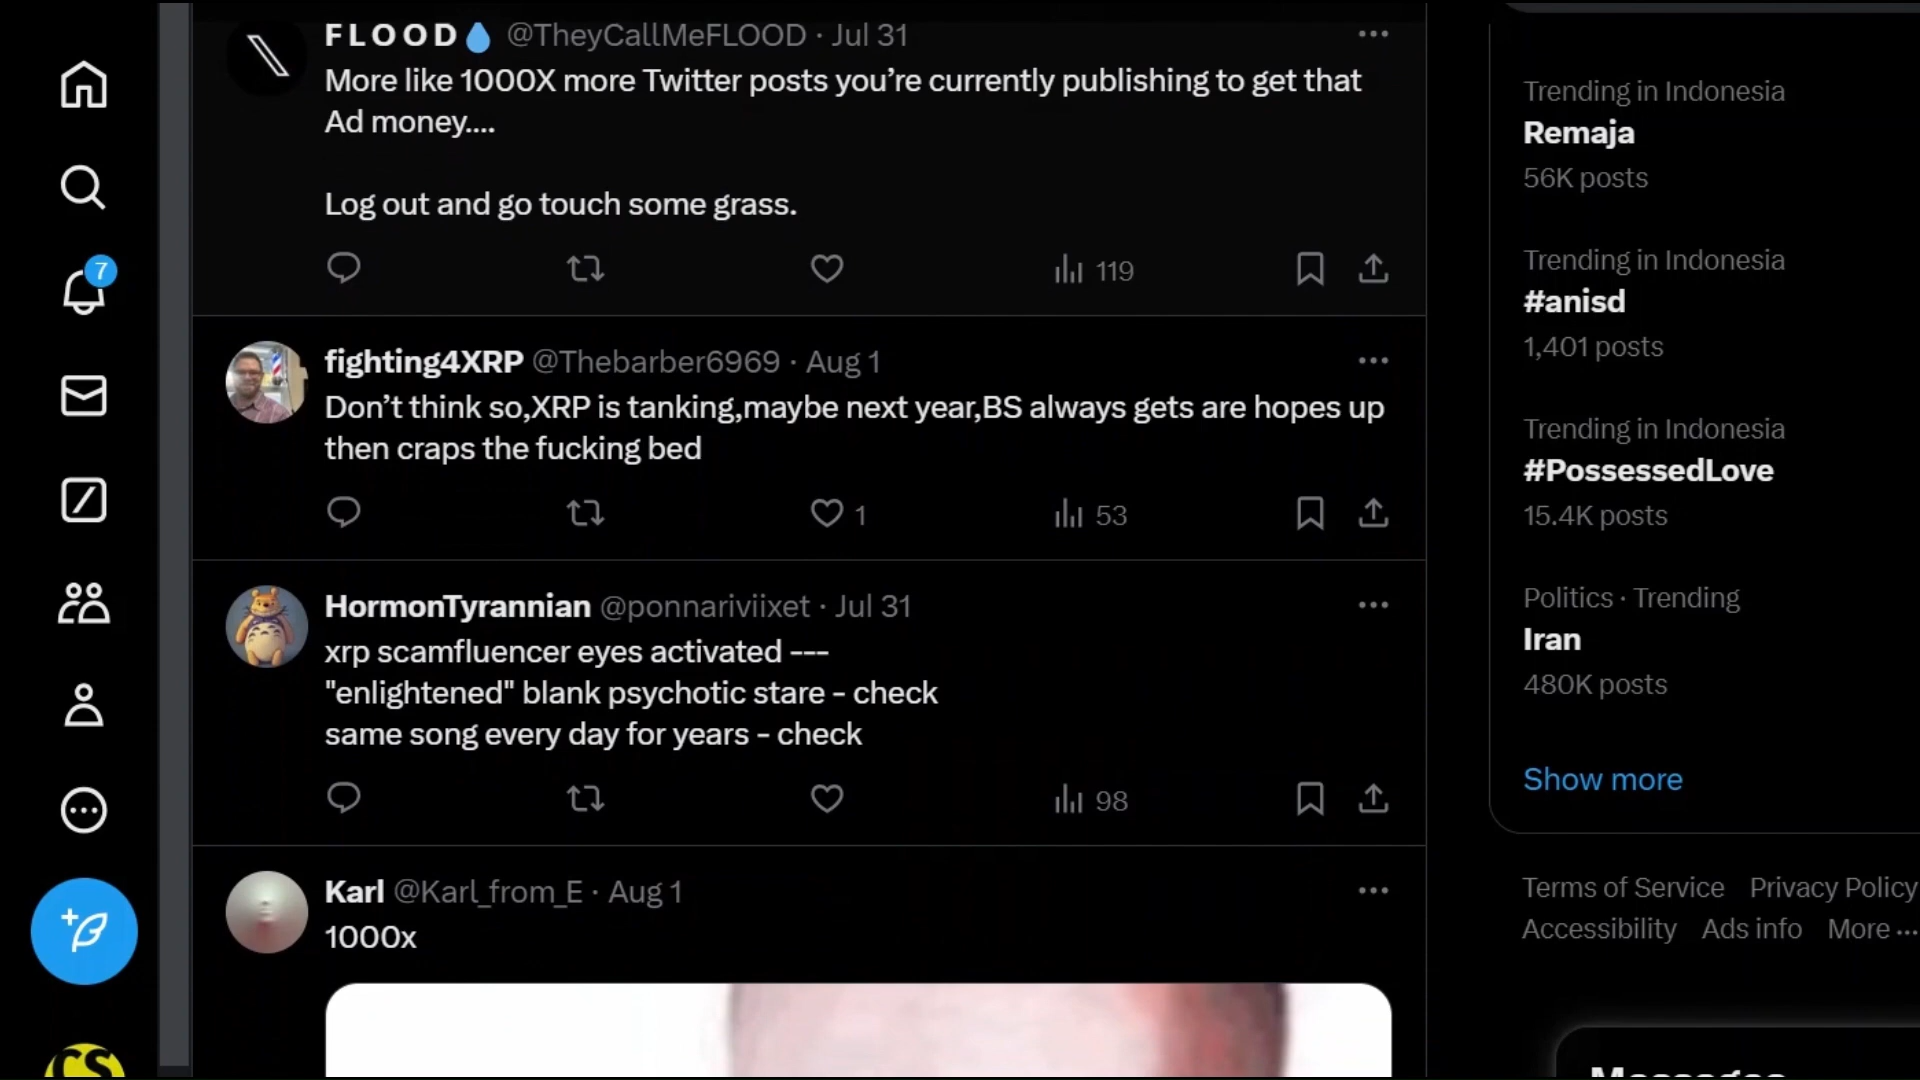 FLOOD💧 @TheyCallMeFLOOD · Jul 31
More like 1000X more Twitter posts you’re currently publishing to get that
Ad money....
Log out and go touch some grass.
119
fighting4XRP @Thebarber6969 · Aug 1
Don’t think so,XRP is tanking,maybe next year,BS always gets are hopes up
then craps the fucking bed
1 53
HormonTyrannian @ponnariviixet · Jul 31
xrp scamfluencer eyes activated ---
"enlightened" blank psychotic stare - check
same song every day for years - check
98
Karl @Karl_from_E · Aug 1
1000x
7
CS
Trending in Indonesia
Remaja
56K posts
Trending in Indonesia
#anisd
1,401 posts
Trending in Indonesia
#PossessedLove
15.4K posts
Politics · Trending
Iran
480K posts
Show more
Terms of Service Privacy Policy
Accessibility Ads info More ···
Messages